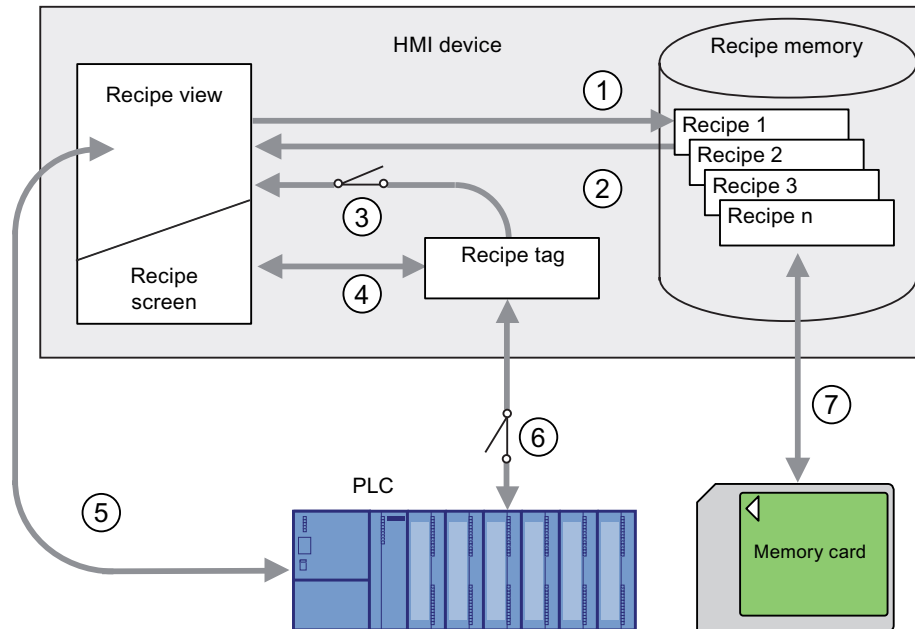 HMI device
Recipe memory
Recipe view
1
Recipe 1
Recipe 2
2
Recipe 3
3
Recipe n
Recipe tag
4
Recipe
screen
7
6
PLC
5
Memory card